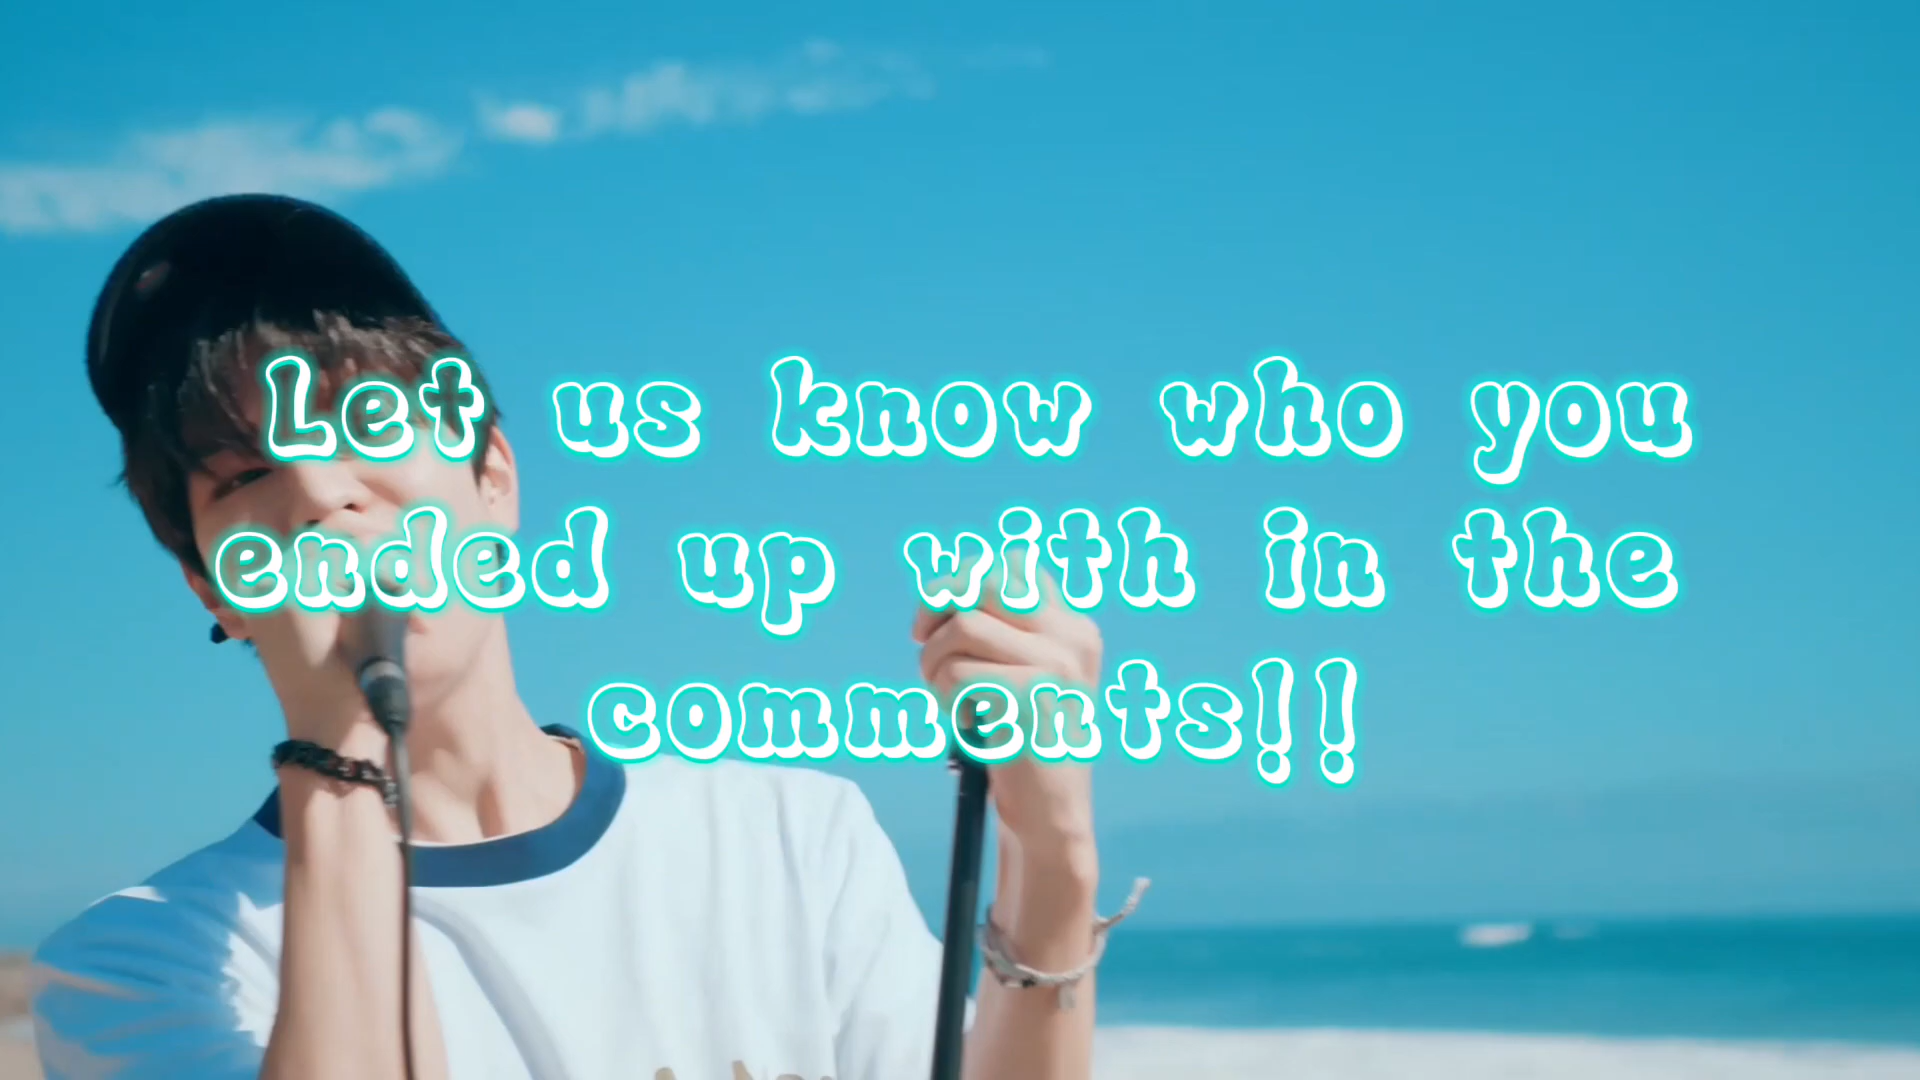 Let us know who you
ended up with in the
comments!!